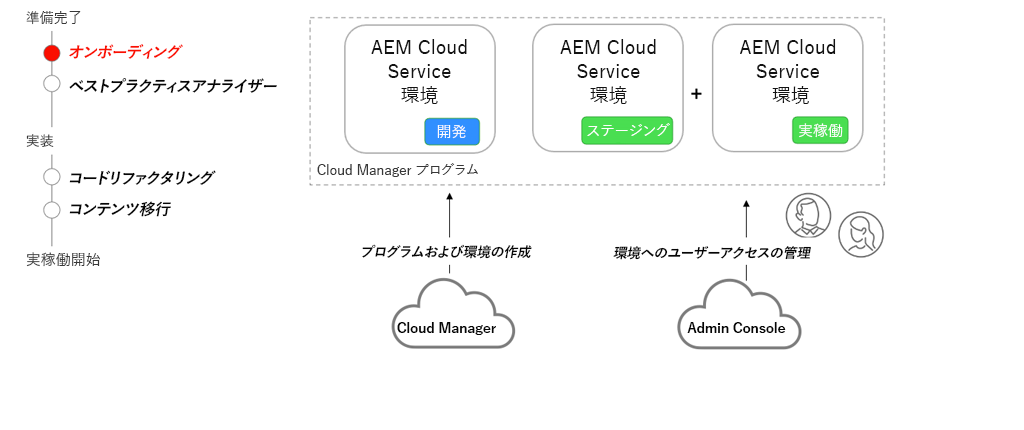 準備完了
オンボーディング
ベストプラクティスアナライザー
実装
コードリファクタリング
コンテンツ移行
実稼働開始
AEM Cloud
Service
環境
開発
AEM Cloud
Service
環境
ステージング
+
AEM Cloud
Service
環境
実稼働
Cloud Manager プログラム
プログラムおよび環境の作成
環境へのユーザーアクセスの管理
Cloud Manager
Admin Console